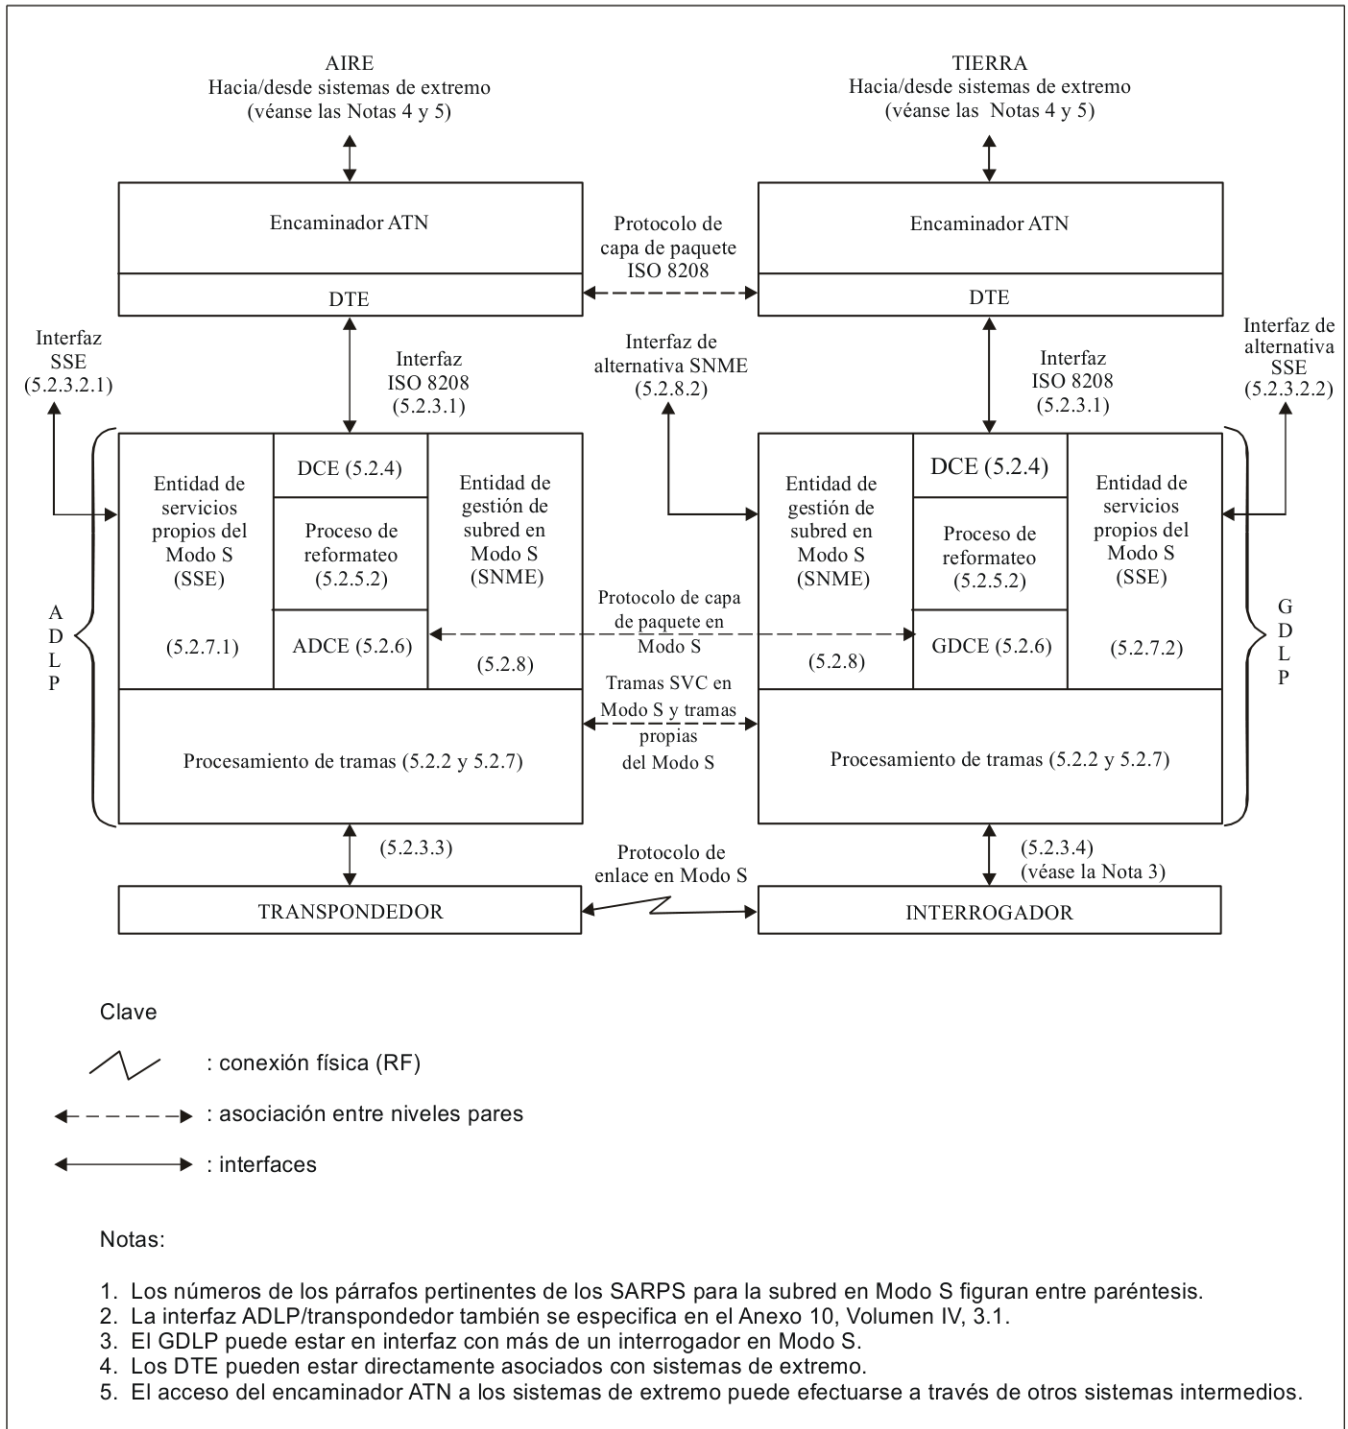 AIRE
Hacia/desde sistemas de extremo
(véanse las Notas 4 y 5)
TIERRA
Hacia/desde sistemas de extremo
(véanse las Notas 4 y 5)
Encaminador ATN
DTE
Protocolo de
capa de paquete
ISO 8208
Encaminador ATN
DTE
Interfaz
SSE
(5.2.3.2.1)
Interfaz
ISO 8208
(5.2.3.1)
Interfaz de
alternativa SNME
(5.2.8.2)
Interfaz
ISO 8208
(5.2.3.1)
Interfaz de
alternativa
SSE
(5.2.3.2.2)
A
D
L
P
Entidad de
servicios
propios del
Modo S
(SSE)
(5.2.7.1)
DCE (5.2.4)
Proceso de
reformateo
(5.2.5.2)
ADCE (5.2.6)
Entidad de
gestión de
subred en
Modo S
(SNME)
(5.2.8)
Protocolo de capa
de paquete en
Modo S
Tramas SVC en
Modo S y tramas
propias
del Modo S
Entidad de
gestión de
subred en
Modo S
(SNME)
(5.2.8)
DCE (5.2.4)
Proceso de
reformateo
(5.2.5.2)
GDCE (5.2.6)
Entidad de
servicios
propios del
Modo S
(SSE)
(5.2.7.2)
G
D
L
P
Procesamiento de tramas (5.2.2 y 5.2.7)
Procesamiento de tramas (5.2.2 y 5.2.7)
(5.2.3.3)
Protocolo de
enlace en Modo S
(5.2.3.4)
(véase la Nota 3)
TRANSPONDEDOR
INTERROGADOR
Clave
: conexión física (RF)
: asociación entre niveles pares
: interfaces
Notas:
1. Los números de los párrafos pertinentes de los SARPS para la subred en Modo S figuran entre paréntesis.
2. La interfaz ADLP/transpondedor también se especifica en el Anexo 10, Volumen IV, 3.1.
3. El GDLP puede estar en interfaz con más de un interrogador en Modo S.
4. Los DTE pueden estar directamente asociados con sistemas de extremo.
5. El acceso del encaminador ATN a los sistemas de extremo puede efectuarse a través de otros sistemas intermedios.